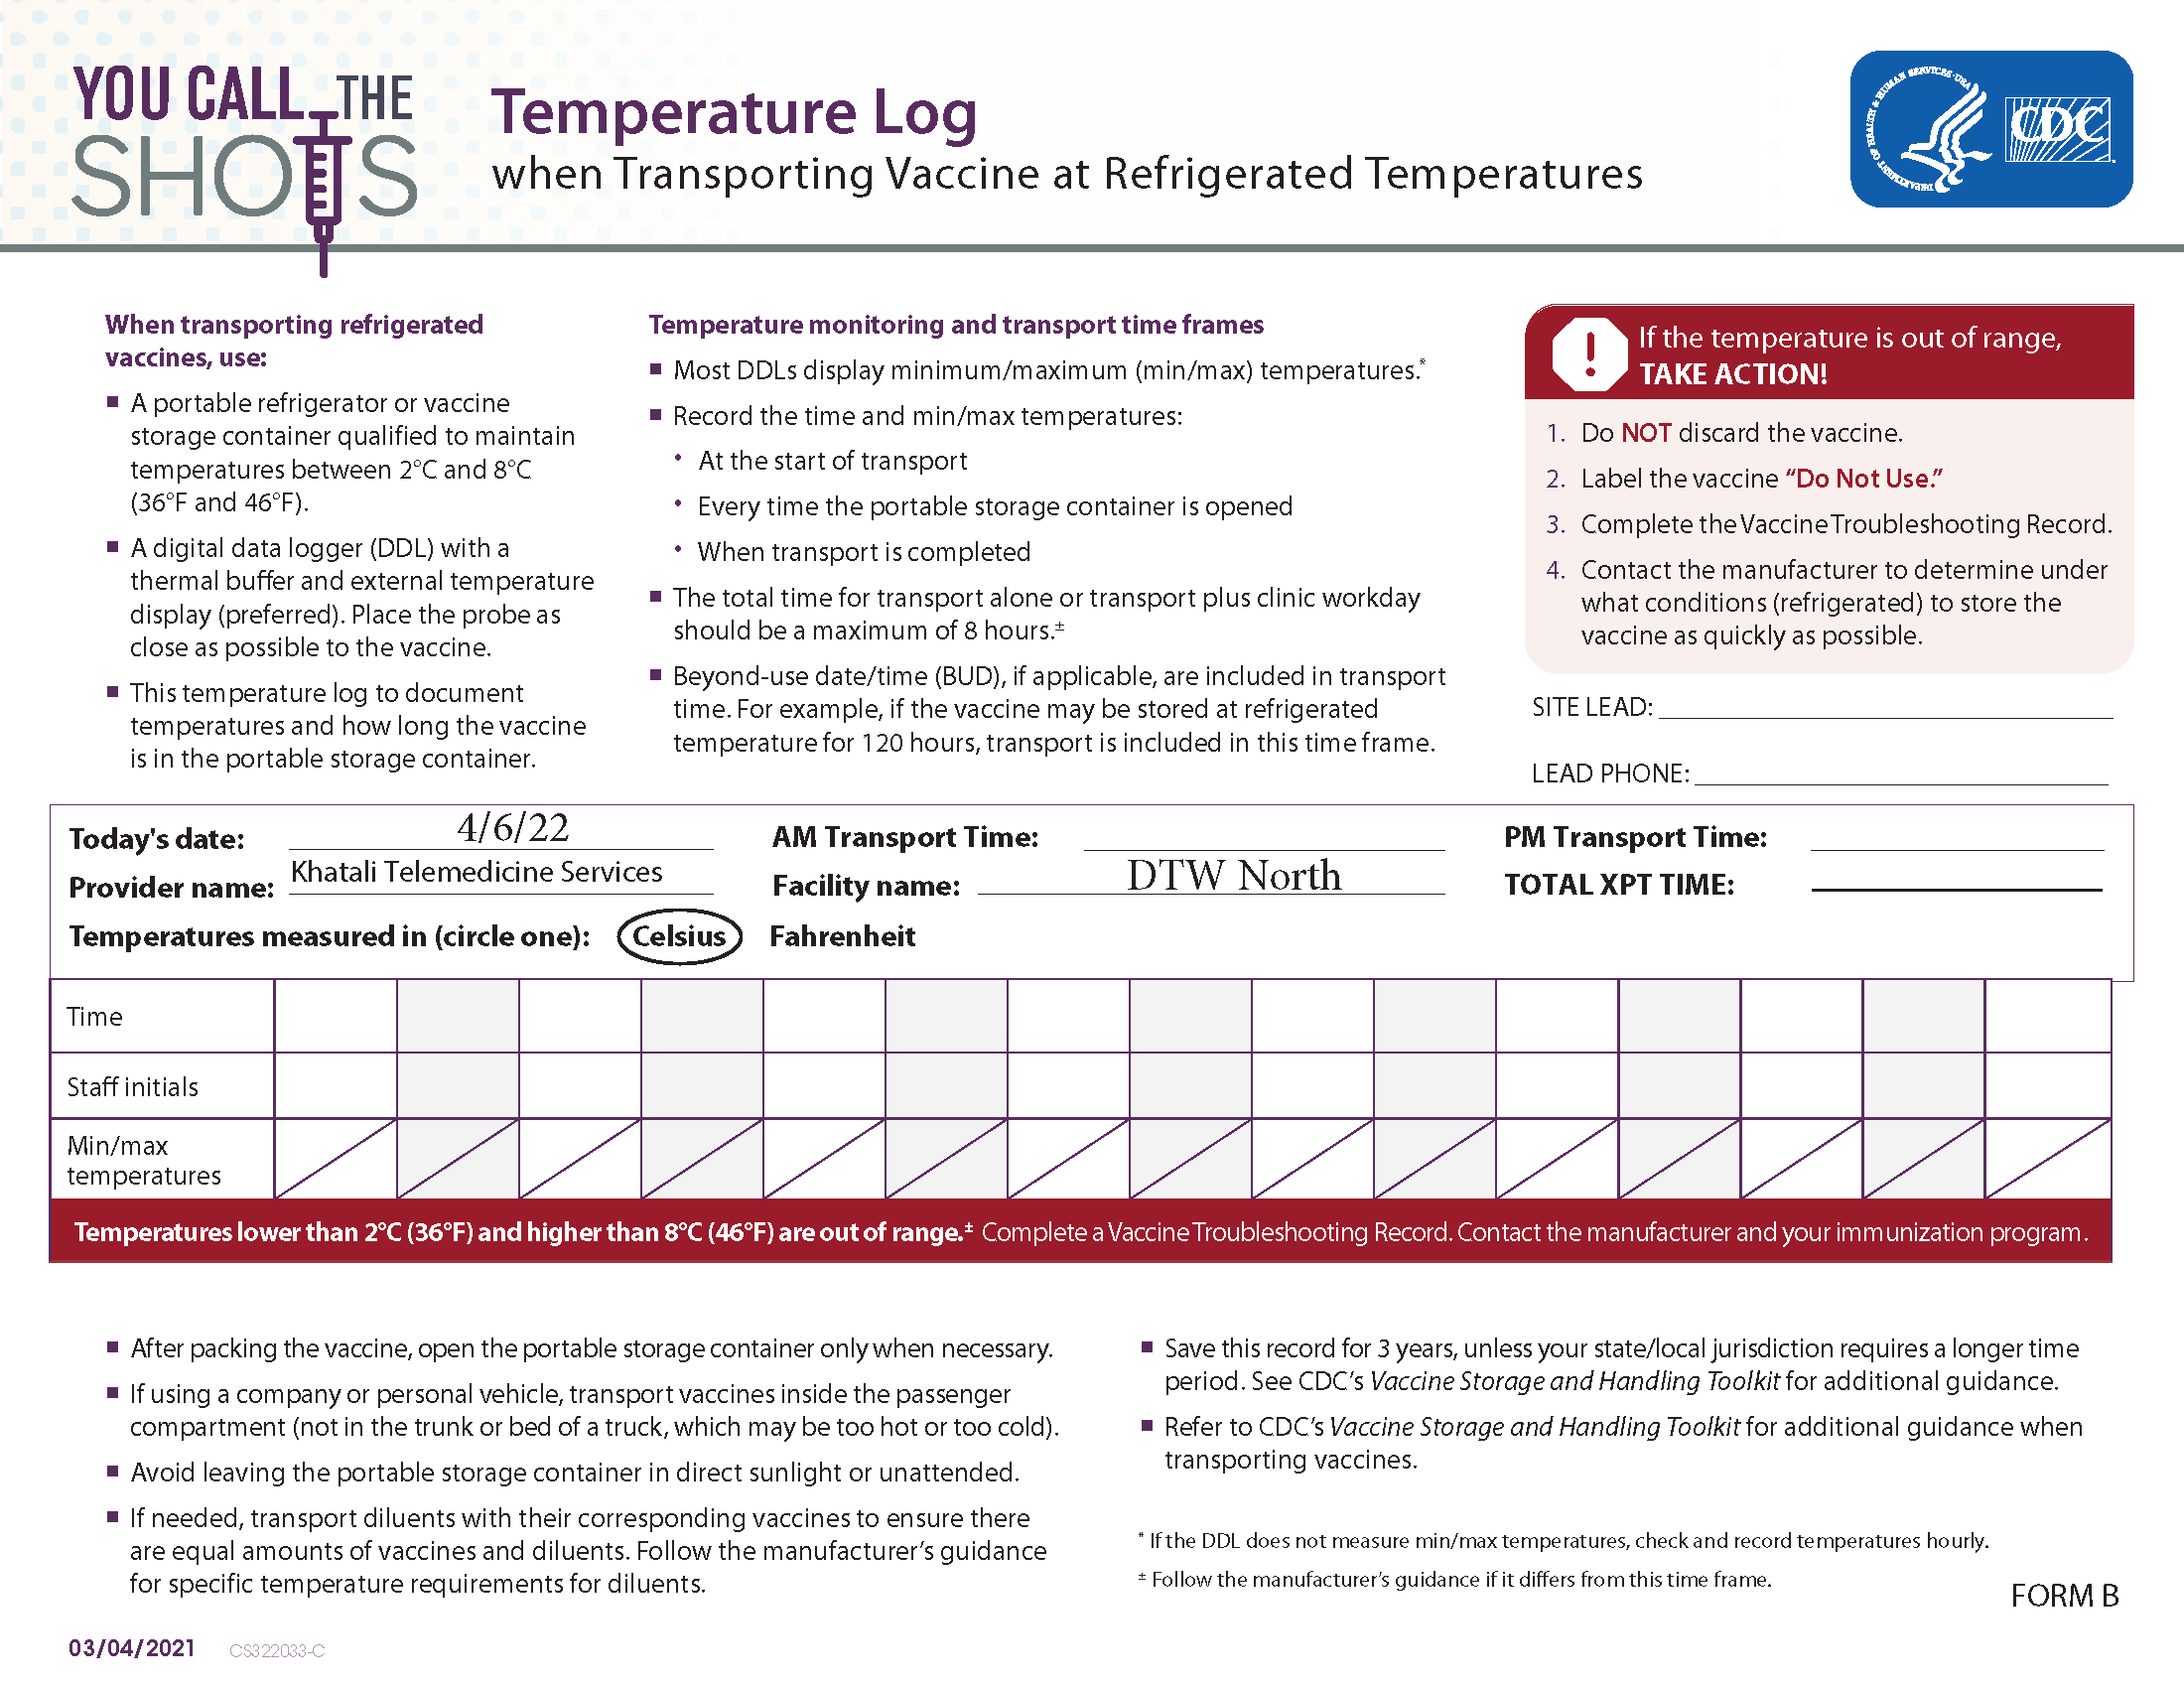 YOU CALL THE
SHOTS
Temperature Log
when Transporting Vaccine at Refrigerated Temperatures
DEPARTMENT OF HEALTH & HUMAN SERVICES·USA
CDC
When transporting refrigerated
vaccines, use:
■ A portable refrigerator or vaccine
storage container qualified to maintain
temperatures between 2°C and 8°C
(36°F and 46°F).
■ A digital data logger (DDL) with a
thermal buffer and external temperature
display (preferred). Place the probe as
close as possible to the vaccine.
■ This temperature log to document
temperatures and how long the vaccine
is in the portable storage container.
Temperature monitoring and transport time frames
■ Most DDLs display minimum/maximum (min/max) temperatures.*
■ Record the time and min/max temperatures:
• At the start of transport
• Every time the portable storage container is opened
• When transport is completed
■ The total time for transport alone or transport plus clinic workday
should be a maximum of 8 hours.±
■ Beyond-use date/time (BUD), if applicable, are included in transport
time. For example, if the vaccine may be stored at refrigerated
temperature for 120 hours, transport is included in this time frame.
! If the temperature is out of range,
TAKE ACTION!
1. Do NOT discard the vaccine.
2. Label the vaccine “Do Not Use.”
3. Complete the Vaccine Troubleshooting Record.
4. Contact the manufacturer to determine under
what conditions (refrigerated) to store the
vaccine as quickly as possible.
SITE LEAD:
LEAD PHONE:
Today's date: 4/6/22 AM Transport Time: PM Transport Time:
Provider name: Khatali Telemedicine Services Facility name: DTW North TOTAL XPT TIME:
Temperatures measured in (circle one): Celsius Fahrenheit
Time
Staff initials
Min/max
temperatures
Temperatures lower than 2°C (36°F) and higher than 8°C (46°F) are out of range.± Complete a Vaccine Troubleshooting Record. Contact the manufacturer and your immunization program.
■ After packing the vaccine, open the portable storage container only when necessary.
■ If using a company or personal vehicle, transport vaccines inside the passenger
compartment (not in the trunk or bed of a truck, which may be too hot or too cold).
■ Avoid leaving the portable storage container in direct sunlight or unattended.
■ If needed, transport diluents with their corresponding vaccines to ensure there
are equal amounts of vaccines and diluents. Follow the manufacturer’s guidance
for specific temperature requirements for diluents.
■ Save this record for 3 years, unless your state/local jurisdiction requires a longer time
period. See CDC’s Vaccine Storage and Handling Toolkit for additional guidance.
■ Refer to CDC’s Vaccine Storage and Handling Toolkit for additional guidance when
transporting vaccines.
* If the DDL does not measure min/max temperatures, check and record temperatures hourly.
± Follow the manufacturer’s guidance if it differs from this time frame.
FORM B
03/04/2021 CS322033-C